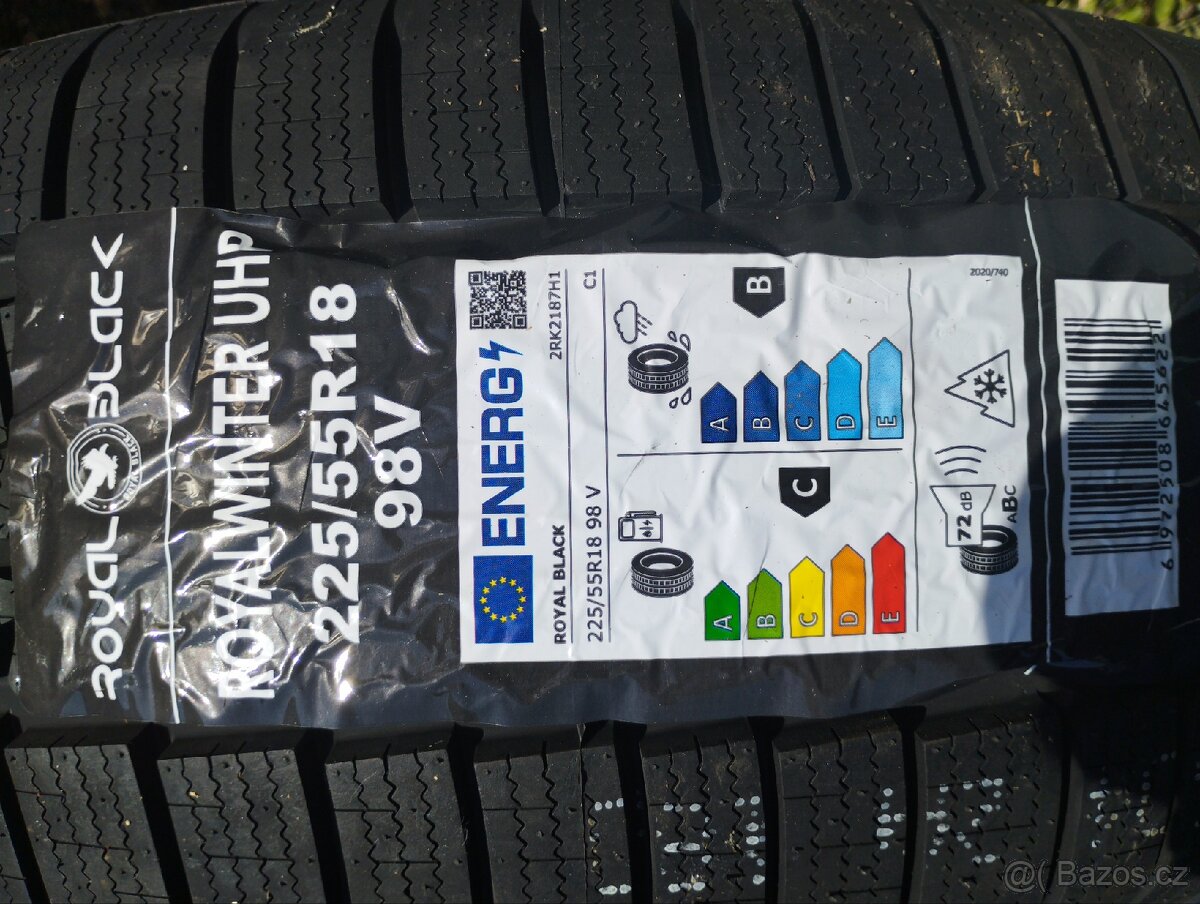 ROYAL BLACK
ROYALWINTER UHP
225/55R18
98V
ENERG
ROYAL BLACK
2RK2187H1
225/55R18 98 V
C1
A
B
C
D
E
C
A
B
C
D
E
B
72 dB
ABC
2020/740
6972508645622
@( Bazos.cz